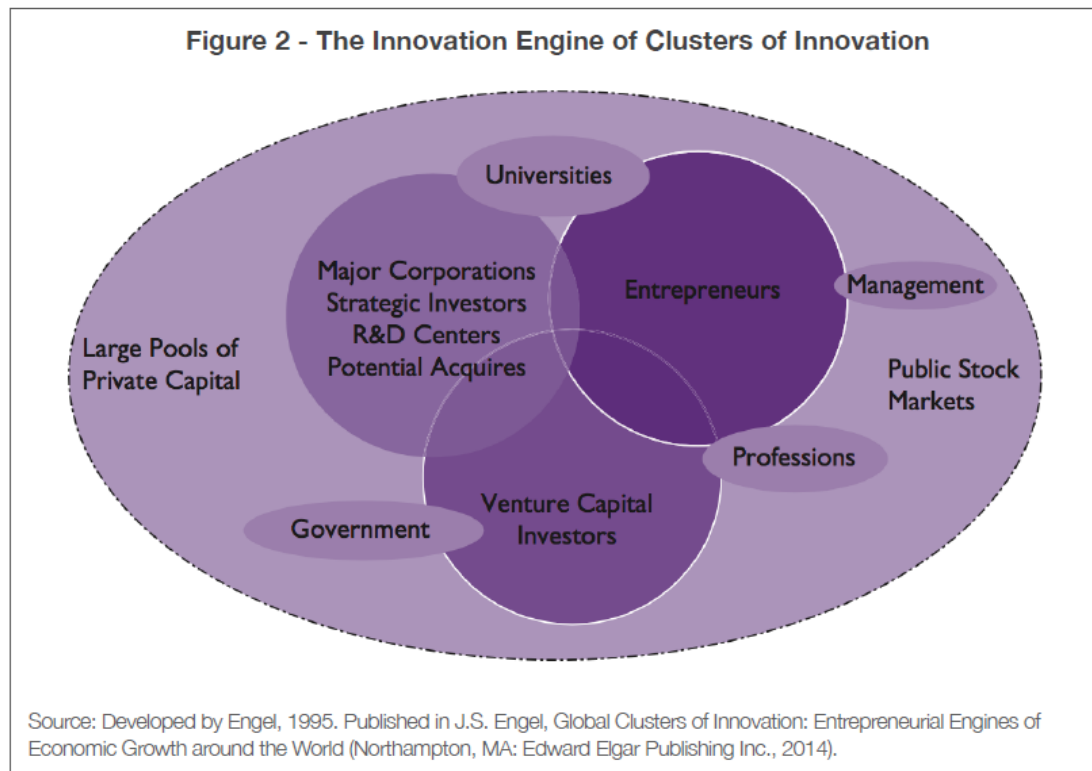 Figure 2 - The Innovation Engine of Clusters of Innovation
Universities
Major Corporations
Strategic Investors
R&D Centers
Potential Acquires
Entrepreneurs
Management
Large Pools of
Private Capital
Public Stock
Markets
Professions
Venture Capital
Investors
Government
Source: Developed by Engel, 1995. Published in J.S. Engel, Global Clusters of Innovation: Entrepreneurial Engines of
Economic Growth around the World (Northampton, MA: Edward Elgar Publishing Inc., 2014).